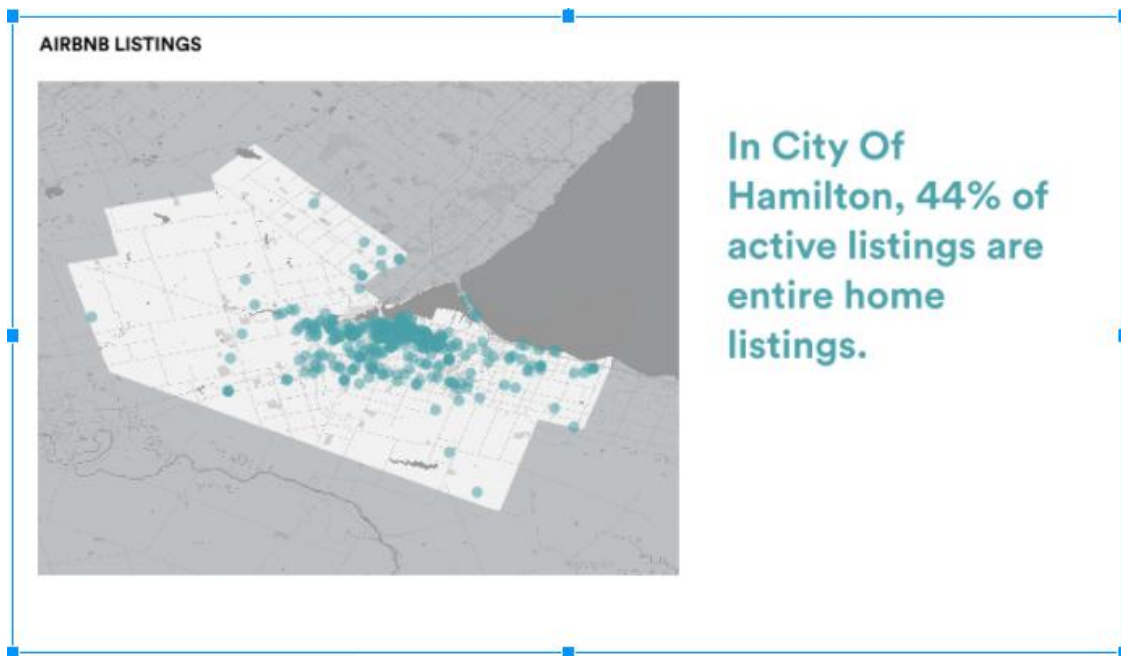 AIRBNB LISTINGS
In City Of
Hamilton, 44% of
active listings are
entire home
listings.